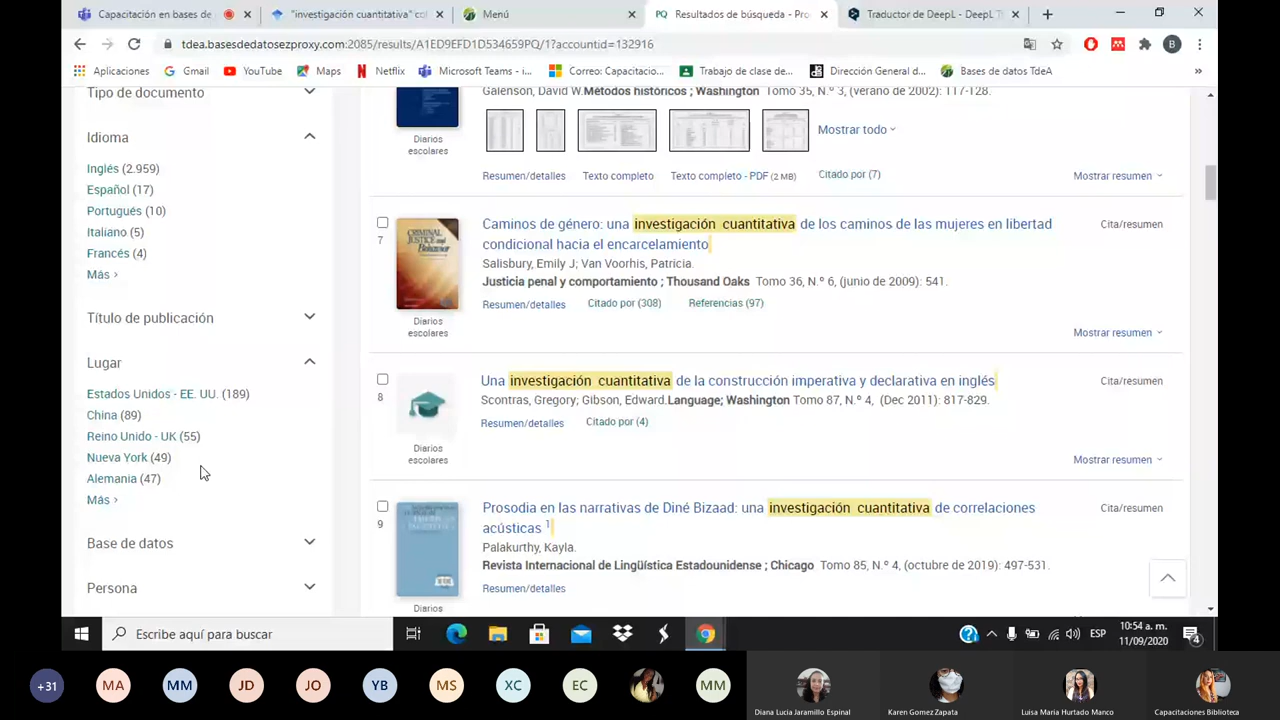 Capacitación en bases de
"investigación cuantitativa" co
Menú
PQ Resultados de búsqueda - Pro
Traductor de DeepL - DeepL T
tdea.basesdedatosezproxy.com:2085/results/A1ED9EFD1D534659PQ/1?accountid=132916
B
Aplicaciones
Gmail
YouTube
Maps
Netflix
Microsoft Teams - i...
Correo: Capacitacio...
Trabajo de clase de...
Dirección General d...
Bases de datos TdeA
»
Tipo de documento
Idioma
Inglés (2.959)
Español (17)
Portugués (10)
Italiano (5)
Francés (4)
Más ›
Título de publicación
Lugar
Estados Unidos - EE. UU. (189)
China (89)
Reino Unido - UK (55)
Nueva York (49)
Alemania (47)
Más ›
Base de datos
Persona
Galenson, David W.Métodos históricos ; Washington Tomo 35, N.º 3, (verano de 2002): 117-128.
Diarios
escolares
Mostrar todo
Resumen/detalles Texto completo Texto completo - PDF (2 MB) Citado por (7)
Mostrar resumen
7
Caminos de género: una investigación cuantitativa de los caminos de las mujeres en libertad
condicional hacia el encarcelamiento
Cita/resumen
Salisbury, Emily J; Van Voorhis, Patricia.
Justicia penal y comportamiento ; Thousand Oaks Tomo 36, N.º 6, (junio de 2009): 541.
Resumen/detalles Citado por (308) Referencias (97)
CRIMINAL
JUSTICE and
Behavior
Diarios
escolares
Mostrar resumen
8
Una investigación cuantitativa de la construcción imperativa y declarativa en inglés
Cita/resumen
Scontras, Gregory; Gibson, Edward.Language; Washington Tomo 87, N.º 4, (Dec 2011): 817-829.
Resumen/detalles Citado por (4)
Diarios
escolares
Mostrar resumen
9
Prosodia en las narrativas de Diné Bizaad: una investigación cuantitativa de correlaciones
acústicas 1
Cita/resumen
Palakurthy, Kayla.
Revista Internacional de Lingüística Estadounidense ; Chicago Tomo 85, N.º 4, (octubre de 2019): 497-531.
Resumen/detalles
Diarios
Escribe aquí para buscar
ESP
10:54 a. m.
11/09/2020
4
+31
MA
MM
JD
JO
YB
MS
XC
EC
MM
Diana Lucia Jaramillo Espinal
Karen Gomez Zapata
Luisa Maria Hurtado Manco
Capacitaciones Biblioteca